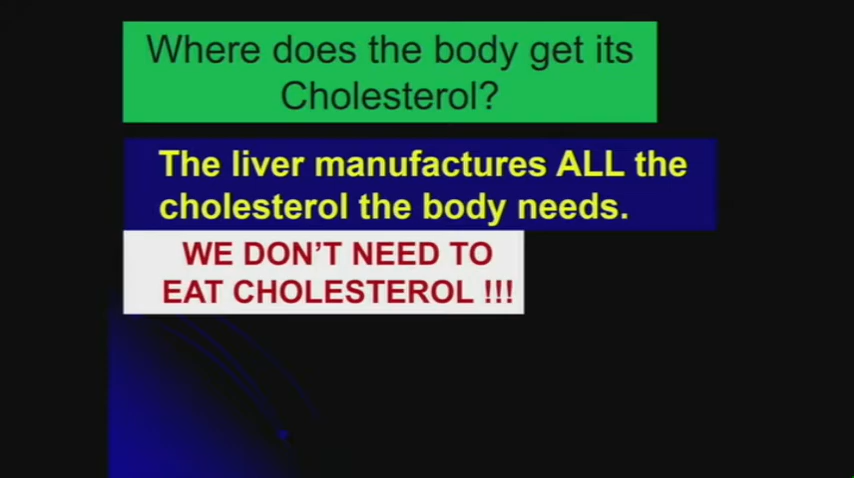 Where does the body get its
Cholesterol?
The liver manufactures ALL the
cholesterol the body needs.
WE DON'T NEED TO
EAT CHOLESTEROL !!!